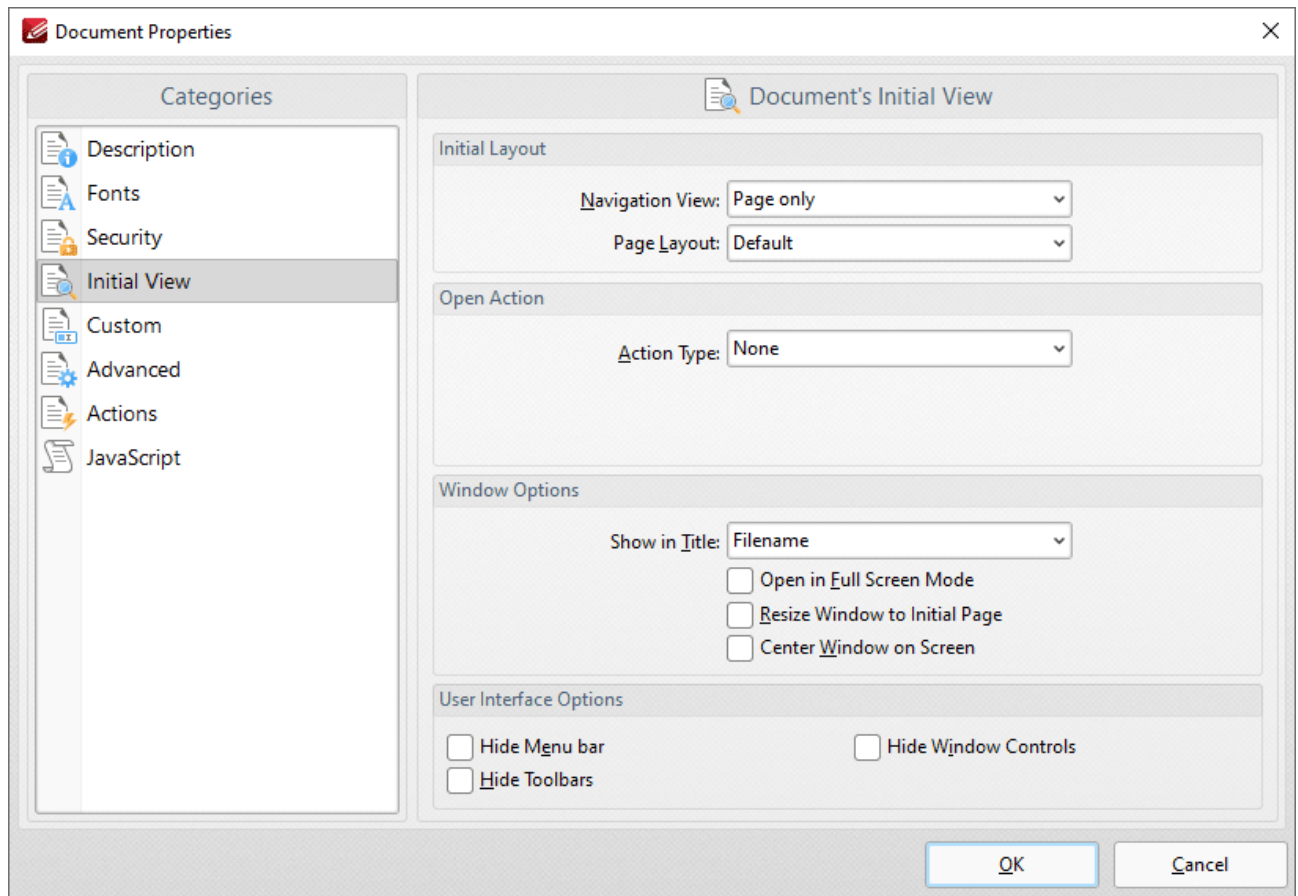 Document Properties
Categories
Description
Fonts
Security
Initial View
Custom
Advanced
Actions
JavaScript
Document's Initial View
Initial Layout
Navigation View: Page only
Page Layout: Default
Open Action
Action Type: None
Window Options
Show in Title: Filename
Open in Full Screen Mode
Resize Window to Initial Page
Center Window on Screen
User Interface Options
Hide Menu bar
Hide Window Controls
Hide Toolbars
OK
Cancel